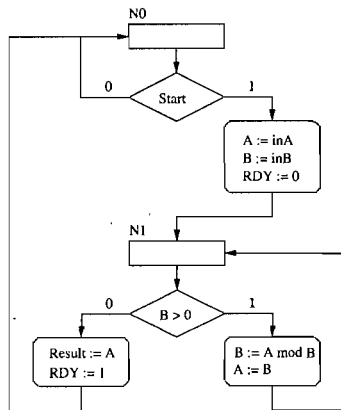 N0
0
Start
1
A := inA
B := inB
RDY := 0
N1
0
B > 0
1
Result := A
RDY := 1
B := A mod B
A := B